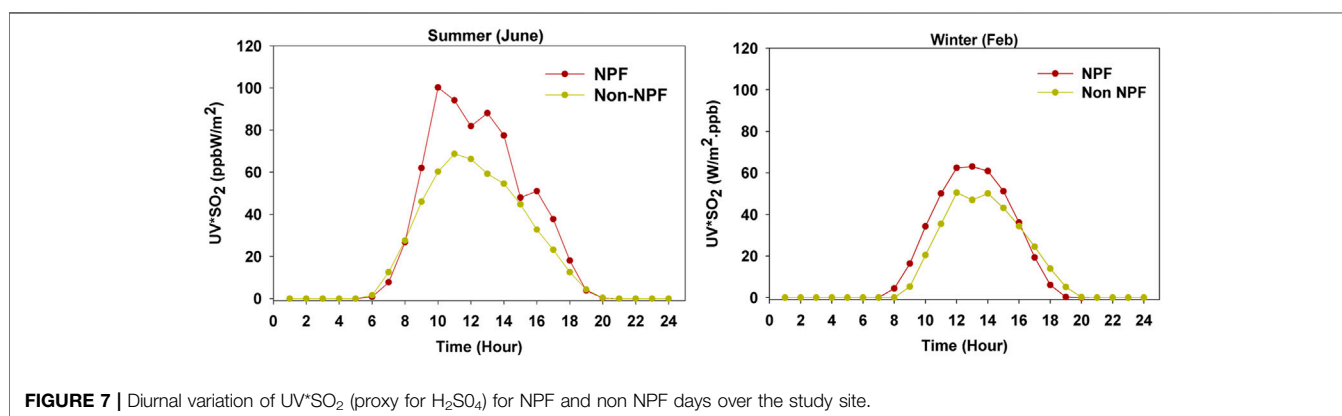 Summer (June)
120
100
80
60
40
20
0
UV*SO2 (ppbW/m2)
NPF
Non-NPF
0 2 4 6 8 10 12 14 16 18 20 22 24
Time (Hour)
Winter (Feb)
120
100
80
60
40
20
0
UV*SO2 (W/m2.ppb)
NPF
Non NPF
0 2 4 6 8 10 12 14 16 18 20 22 24
Time (Hour)
FIGURE 7 | Diurnal variation of UV*SO2 (proxy for H2S04) for NPF and non NPF days over the study site.